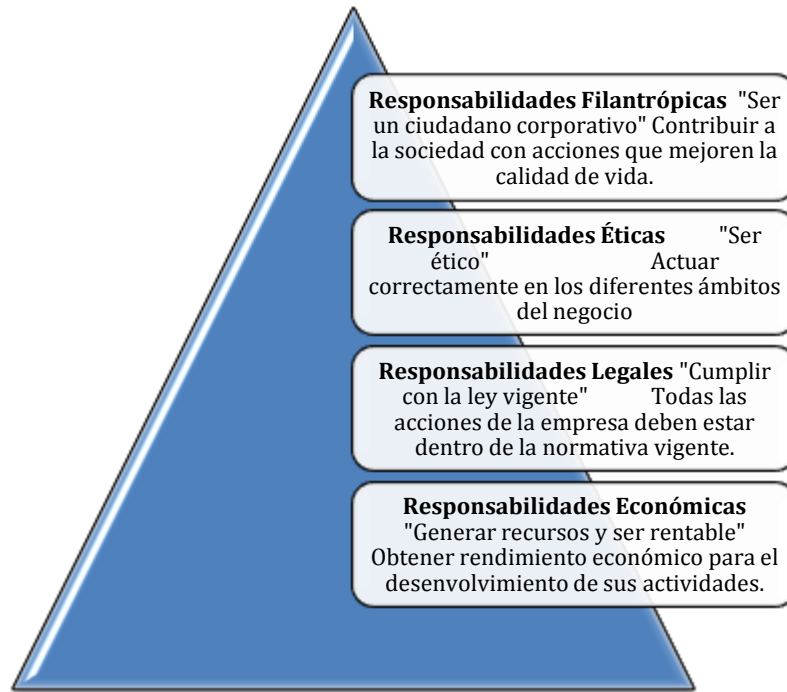 Responsabilidades Filantrópicas "Ser
un ciudadano corporativo" Contribuir a
la sociedad con acciones que mejoren la
calidad de vida.
Responsabilidades Éticas "Ser
ético" Actuar
correctamente en los diferentes ámbitos
del negocio
Responsabilidades Legales "Cumplir
con la ley vigente" Todas las
acciones de la empresa deben estar
dentro de la normativa vigente.
Responsabilidades Económicas
"Generar recursos y ser rentable"
Obtener rendimiento económico para el
desenvolvimiento de sus actividades.